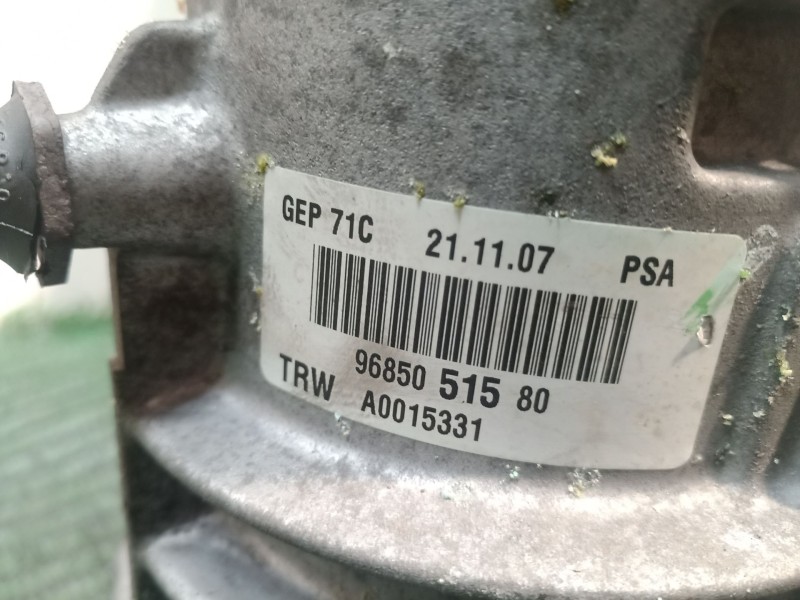 GEP 71C 21.11.07 PSA
96850 515 80
TRW A0015331